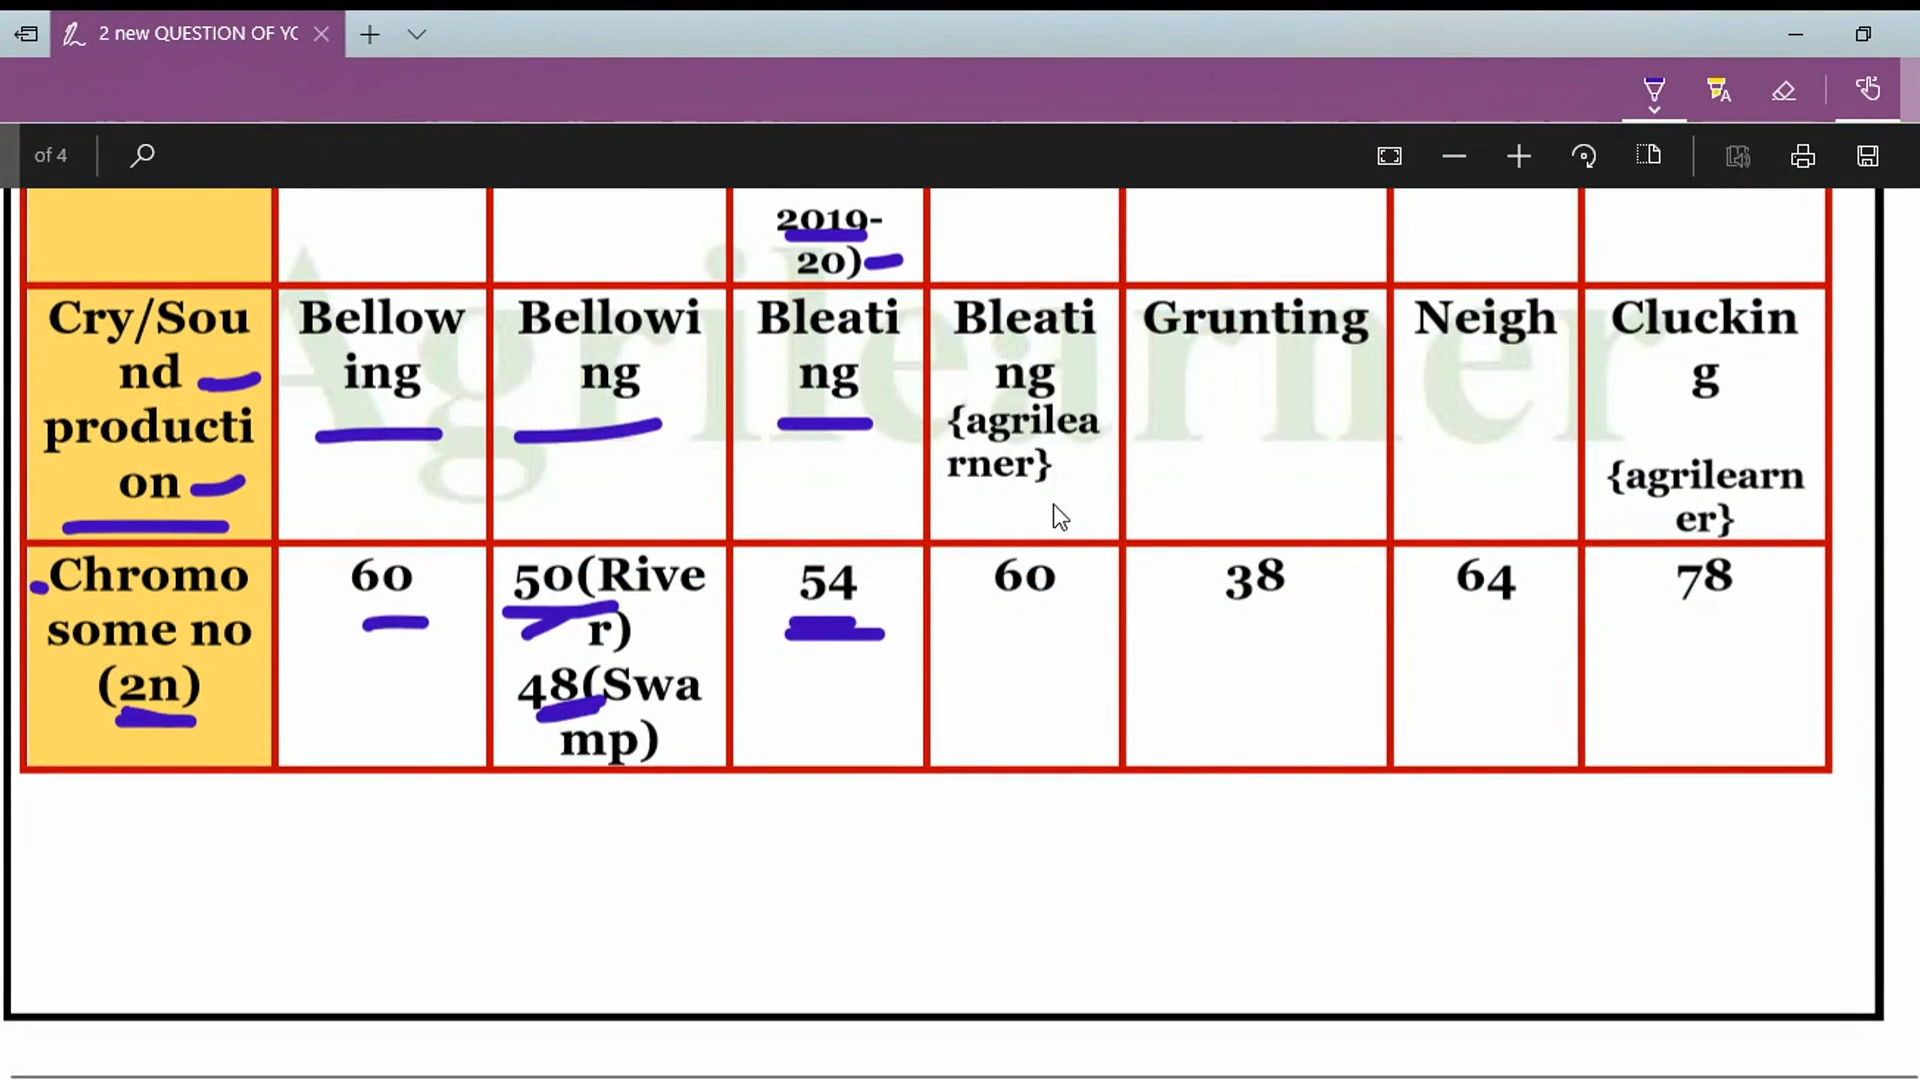 2 new QUESTION OF YO
of 4
2019-
20)
Cry/Sou
nd
producti
on
Bellow
ing
Bellowi
ng
Bleati
ng
Bleati
ng
{agrilea
rner}
Grunting
Neigh
Cluckin
g
{agrilearn
er}
Chromo
some no
(2n)
60
50(Rive
r)
48(Swa
mp)
54
60
38
64
78
Agrilearner